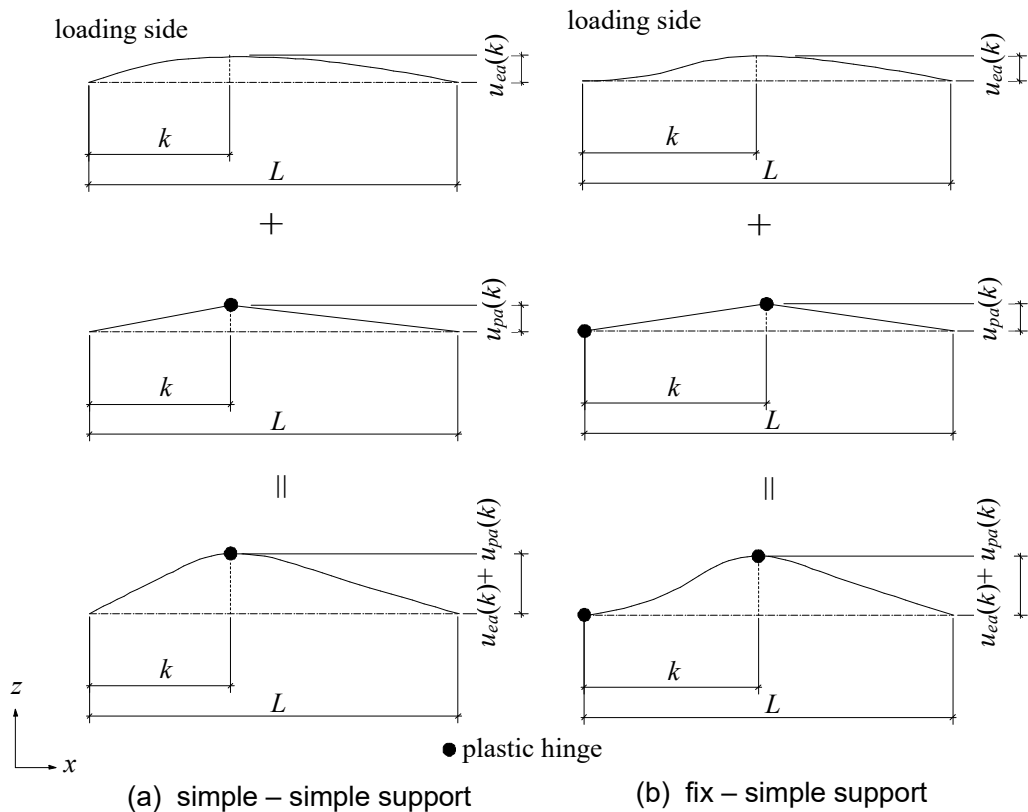 loading side
u_ea(k)
k
L
+
u_pa(k)
k
L
=
u_ea(k)+ u_pa(k)
k
L
z
x
(a) simple – simple support
loading side
u_ea(k)
k
L
+
u_pa(k)
k
L
=
u_ea(k)+ u_pa(k)
k
L
● plastic hinge
(b) fix – simple support